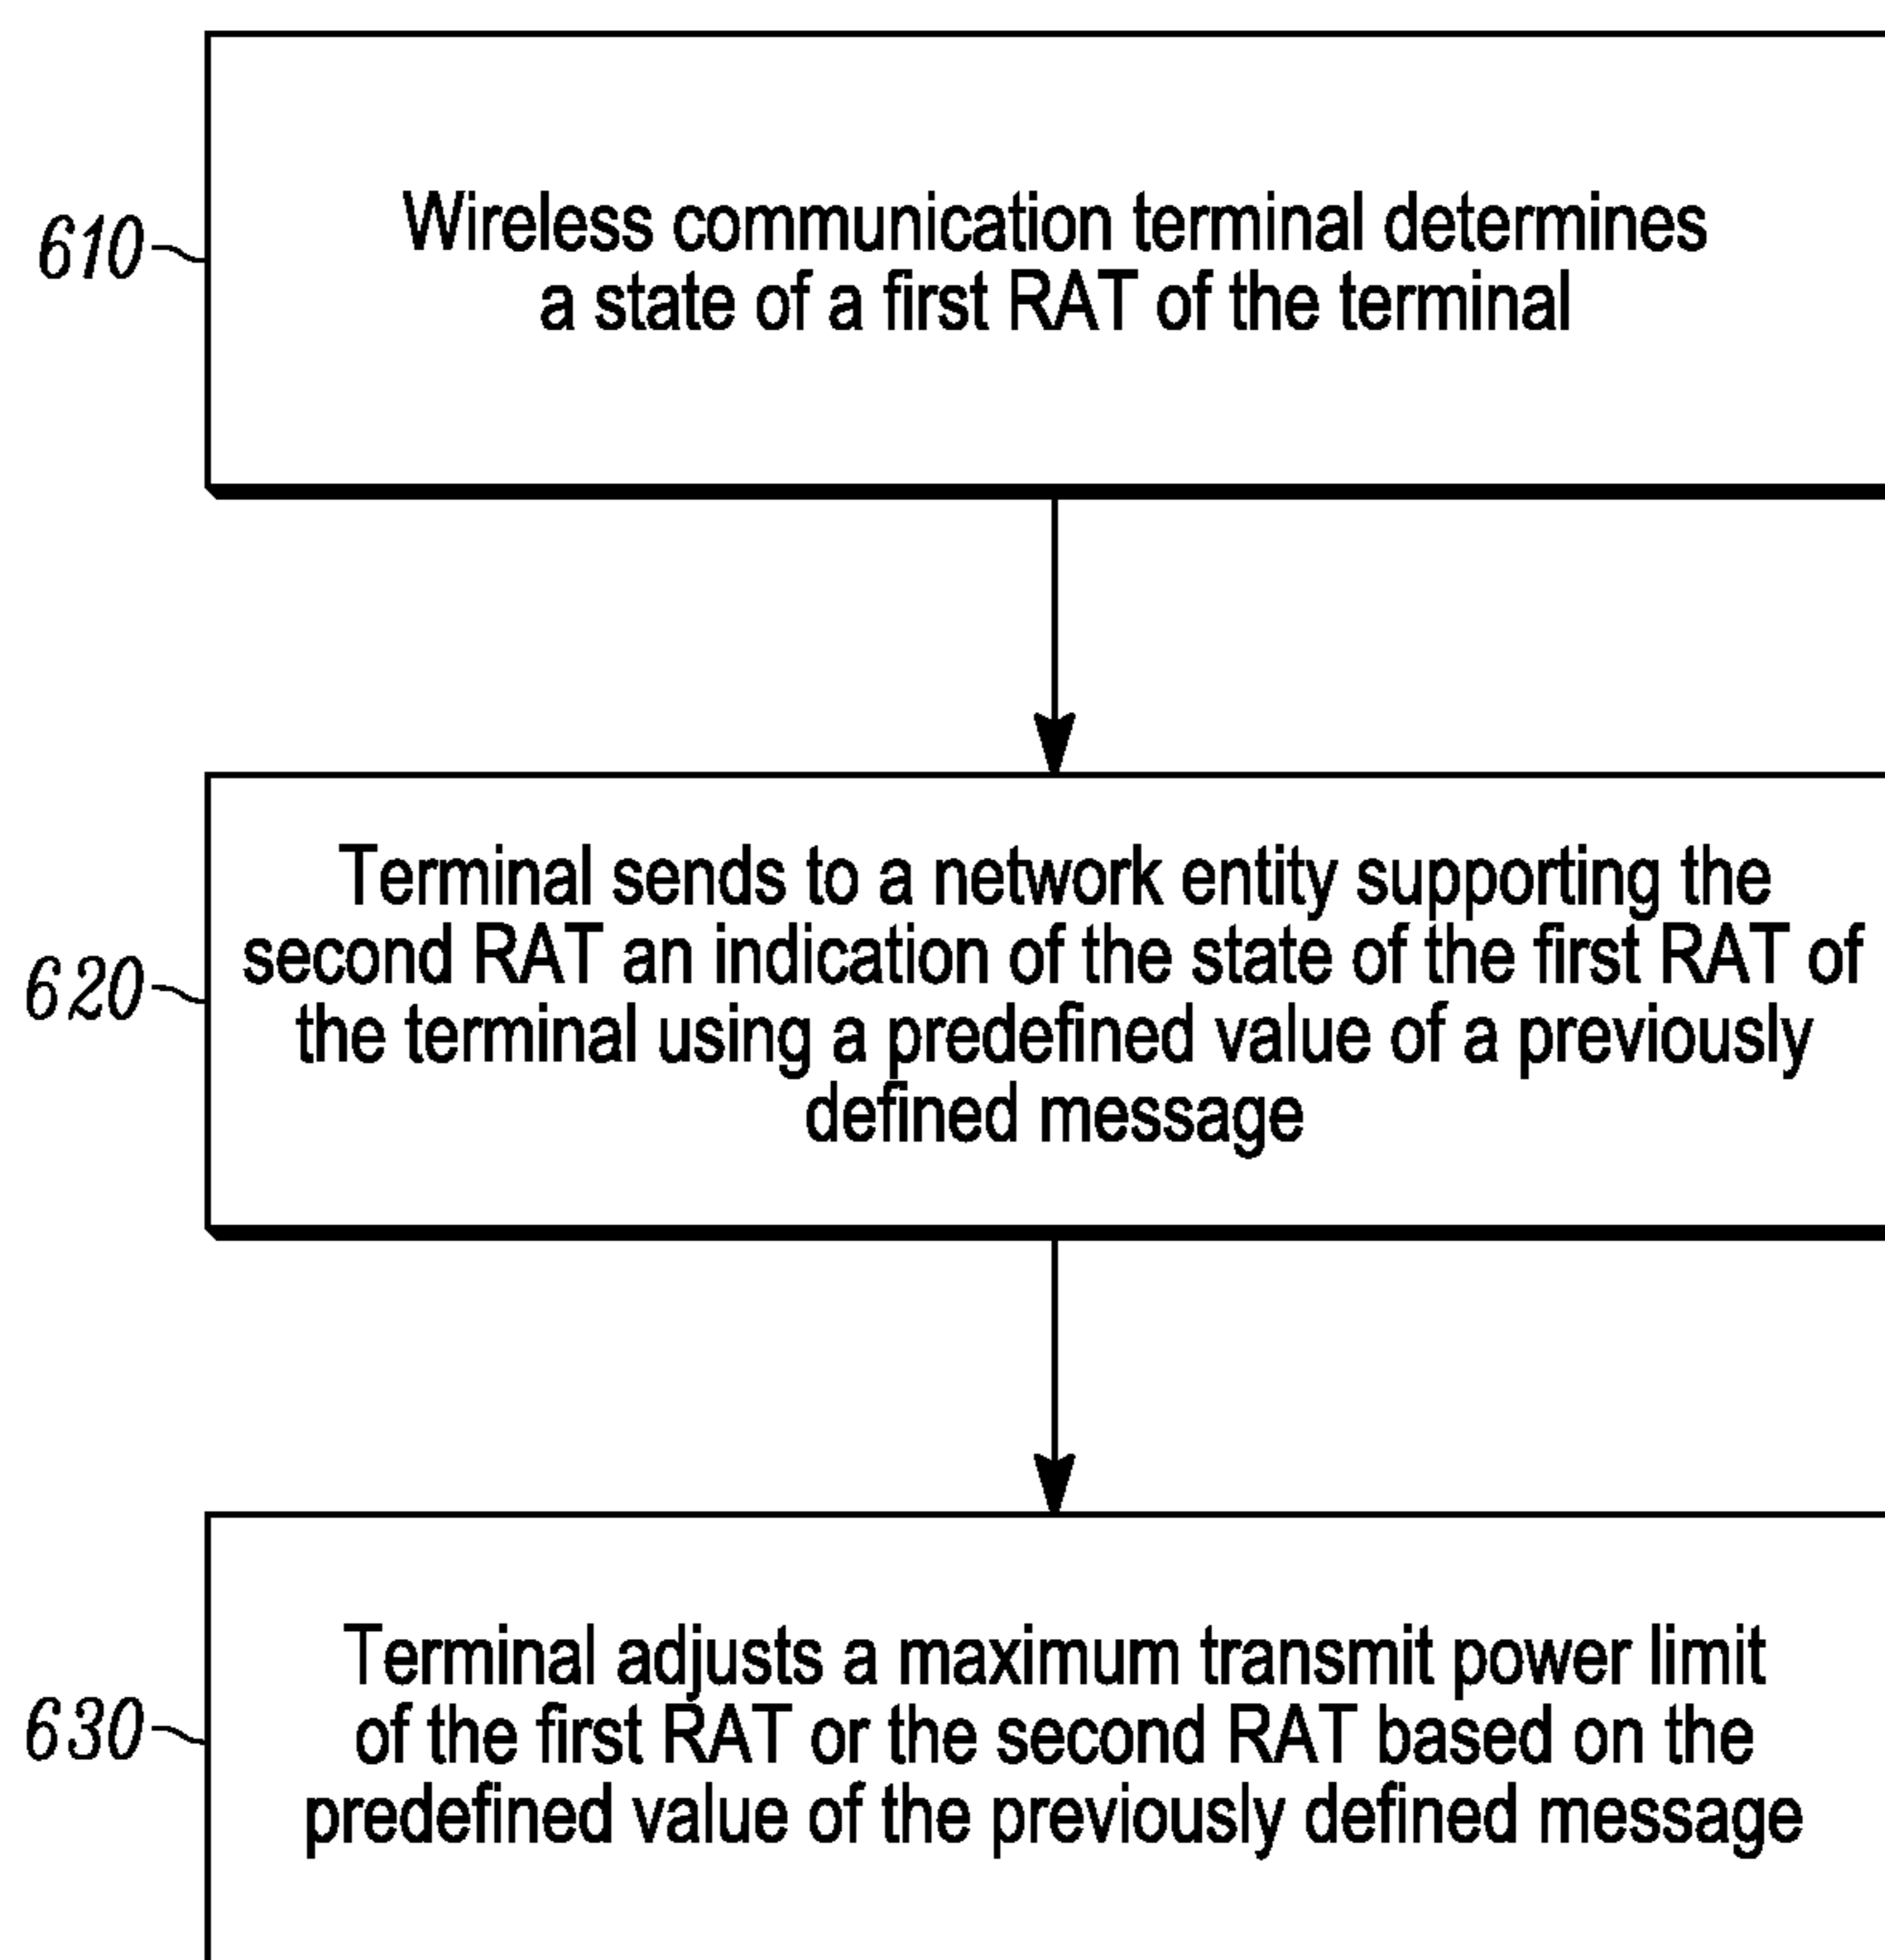 610
Wireless communication terminal determines
a state of a first RAT of the terminal
620
Terminal sends to a network entity supporting the
second RAT an indication of the state of the first RAT of
the terminal using a predefined value of a previously
defined message
630
Terminal adjusts a maximum transmit power limit
of the first RAT or the second RAT based on the
predefined value of the previously defined message